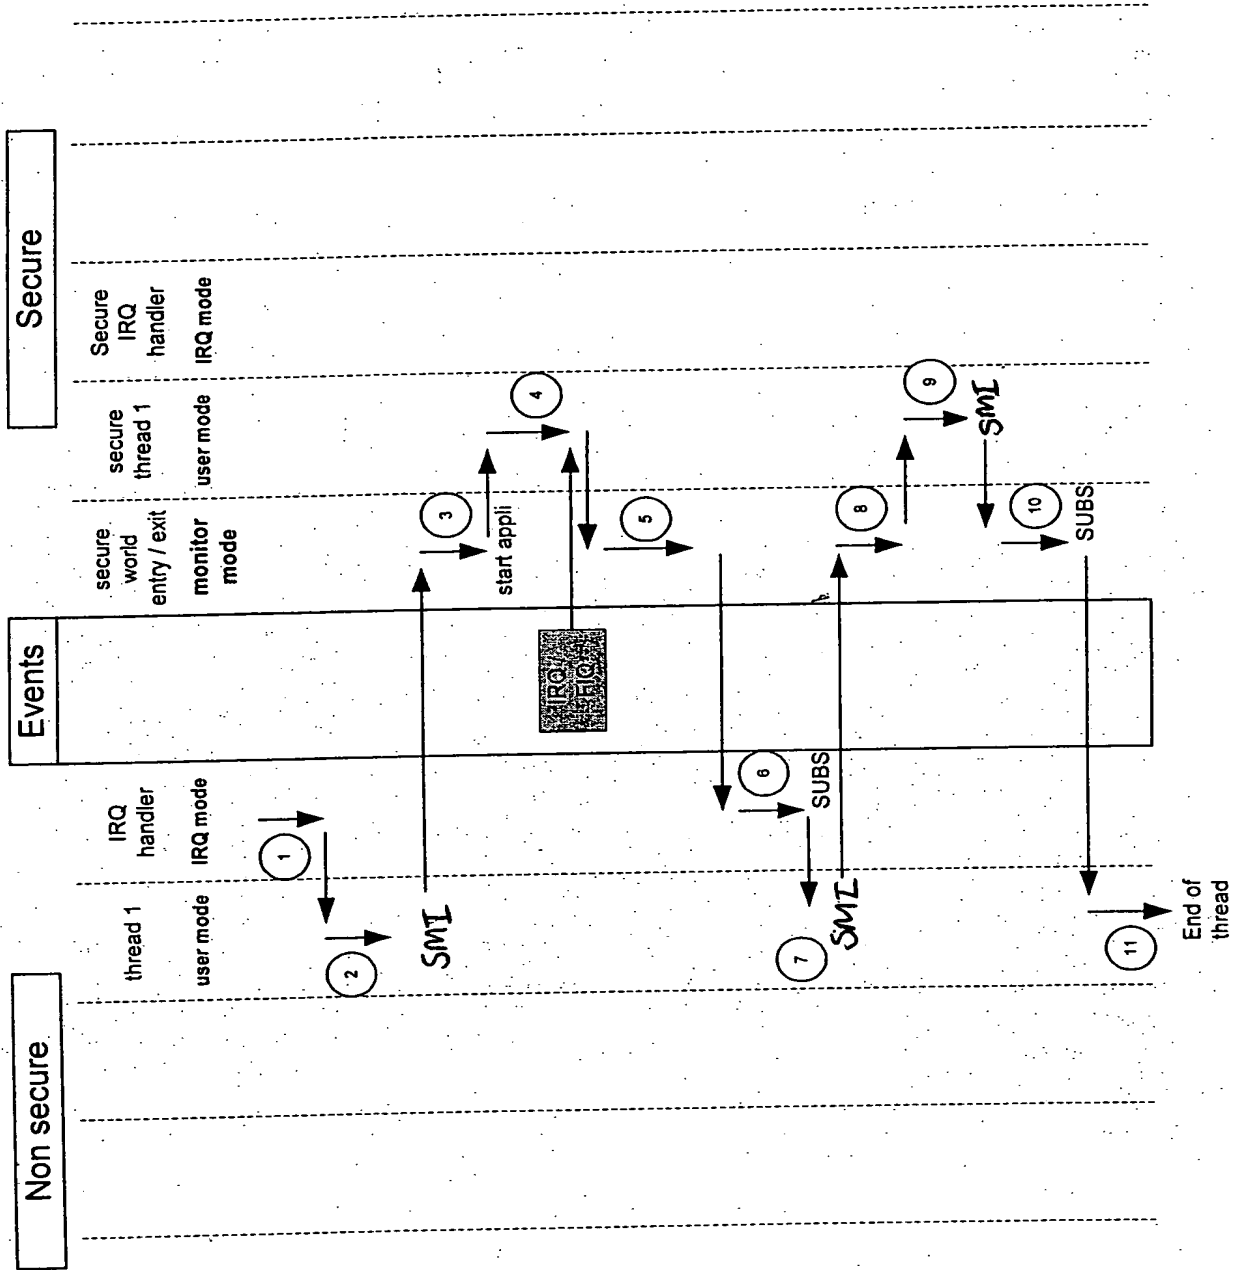 Non secure
Events
Secure
thread 1
user mode
IRQ
handler
IRQ mode
secure
world
entry / exit
monitor
mode
secure
thread 1
user mode
Secure
IRQ
handler
IRQ mode
1
2
SMI
3
start appli
4
IRQ /
FIQ
5
6
SUBS
7
SMI
8
9
SMI
10
SUBS
11
End of
thread